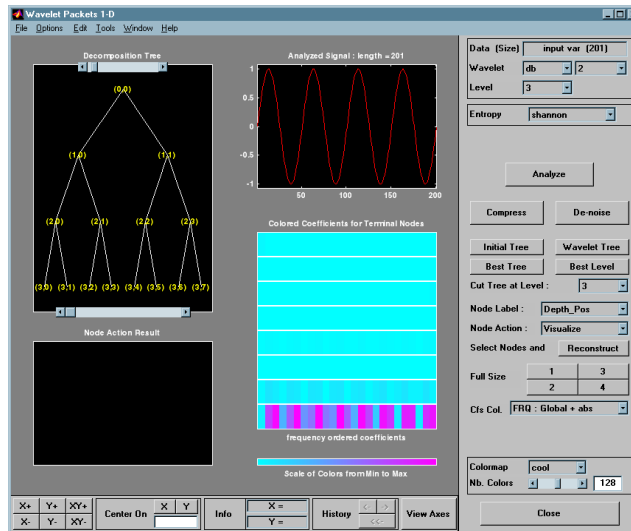 Wavelet Packets 1-D
File Options Edit Tools Window Help
Decomposition Tree
(0,0)
(1,0) (1,1)
(2,0) (2,1) (2,2) (2,3)
(3,0) (3,1) (3,2) (3,3) (3,4) (3,5) (3,6) (3,7)
Node Action Result
Analyzed Signal : length = 201
1
0.5
0
-0.5
-1
50 100 150 200
Colored Coefficients for Terminal Nodes
frequency ordered coefficients
Scale of Colors from Min to Max
Data (Size) input var (201)
Wavelet db 2
Level 3
Entropy shannon
Analyze
Compress De-noise
Initial Tree Wavelet Tree
Best Tree Best Level
Cut Tree at Level : 3
Node Label : Depth_Pos
Node Action : Visualize
Select Nodes and Reconstruct
Full Size 1 3
2 4
Cfs Col. FRQ : Global + abs
Colormap cool
Nb. Colors 128
Close
X+ Y+ XY+
X- Y- XY-
Center On X Y
Info X =
Y =
History <- ->
<<-
View Axes